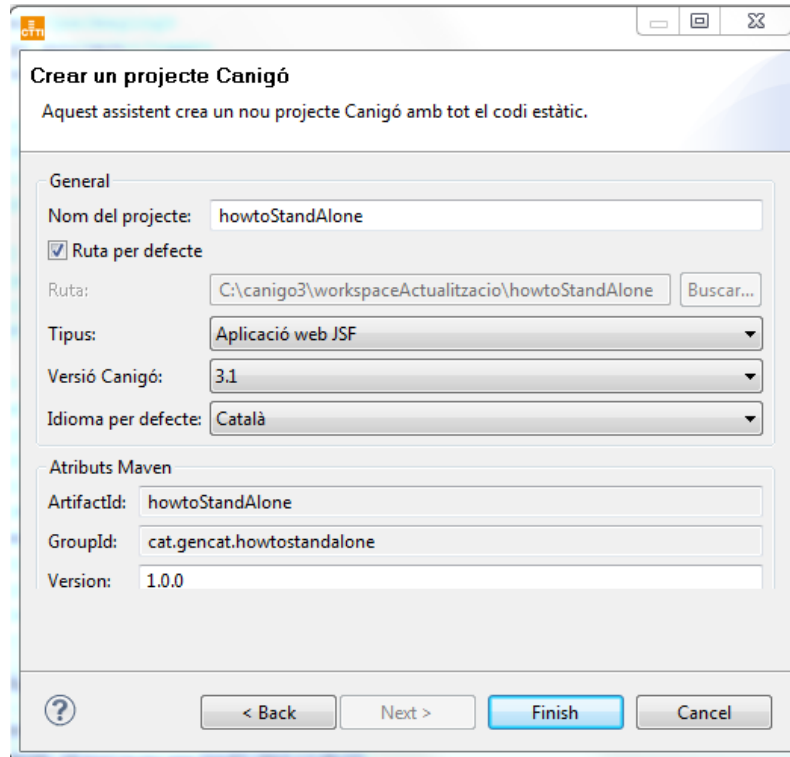 CTTI
Crear un projecte Canigó
Aquest assistent crea un nou projecte Canigó amb tot el codi estàtic.
General
Nom del projecte: howtoStandAlone
Ruta per defecte
Ruta: C:\canigo3\workspaceActualitzacio\howtoStandAlone Buscar...
Tipus: Aplicació web JSF
Versió Canigó: 3.1
Idioma per defecte: Català
Atributs Maven
ArtifactId: howtoStandAlone
GroupId: cat.gencat.howtostandalone
Version: 1.0.0
? < Back Next > Finish Cancel